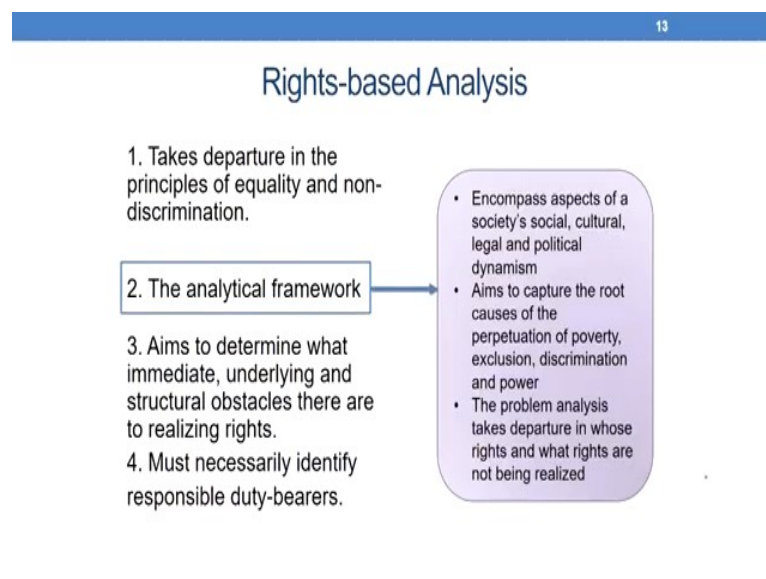 13
Rights-based Analysis
1. Takes departure in the
principles of equality and non-
discrimination.
2. The analytical framework
3. Aims to determine what
immediate, underlying and
structural obstacles there are
to realizing rights.
4. Must necessarily identify
responsible duty-bearers.
• Encompass aspects of a
society's social, cultural,
legal and political
dynamism
• Aims to capture the root
causes of the
perpetuation of poverty,
exclusion, discrimination
and power
• The problem analysis
takes departure in whose
rights and what rights are
not being realized